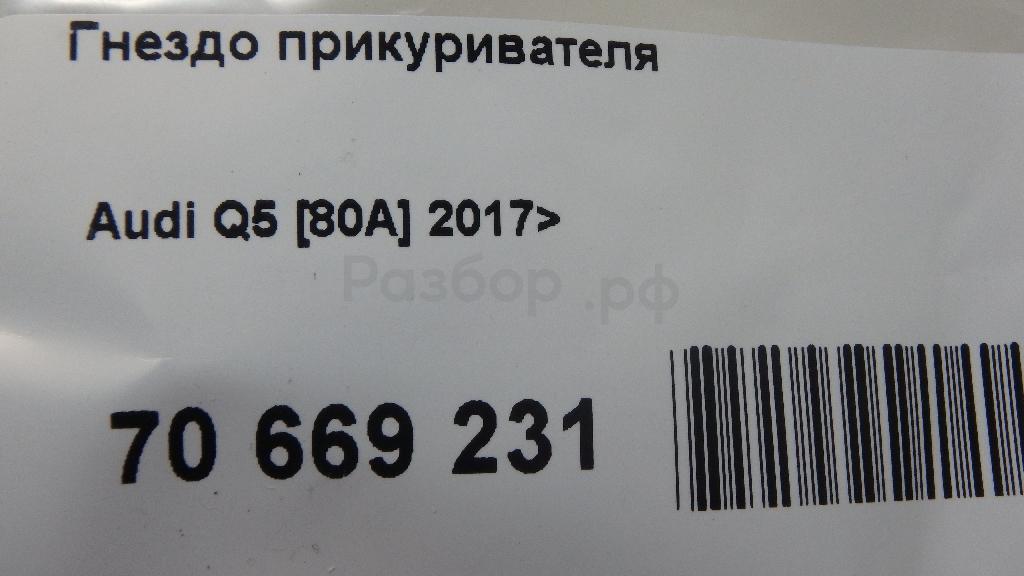 Гнездо прикуривателя
Audi Q5 [80A] 2017>
Разбор.рф
70 669 231